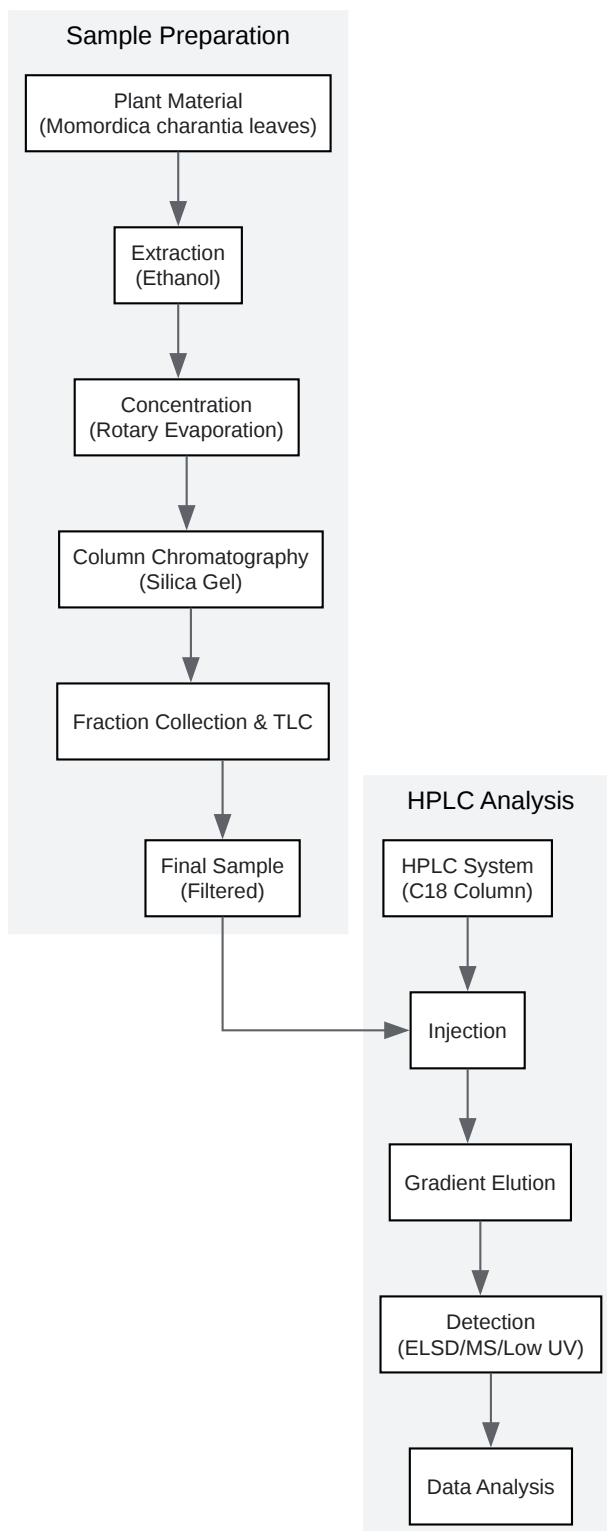 Sample Preparation
Plant Material
(Momordica charantia leaves)
Extraction
(Ethanol)
Concentration
(Rotary Evaporation)
Column Chromatography
(Silica Gel)
Fraction Collection & TLC
Final Sample
(Filtered)
HPLC Analysis
HPLC System
(C18 Column)
Injection
Gradient Elution
Detection
(ELSD/MS/Low UV)
Data Analysis